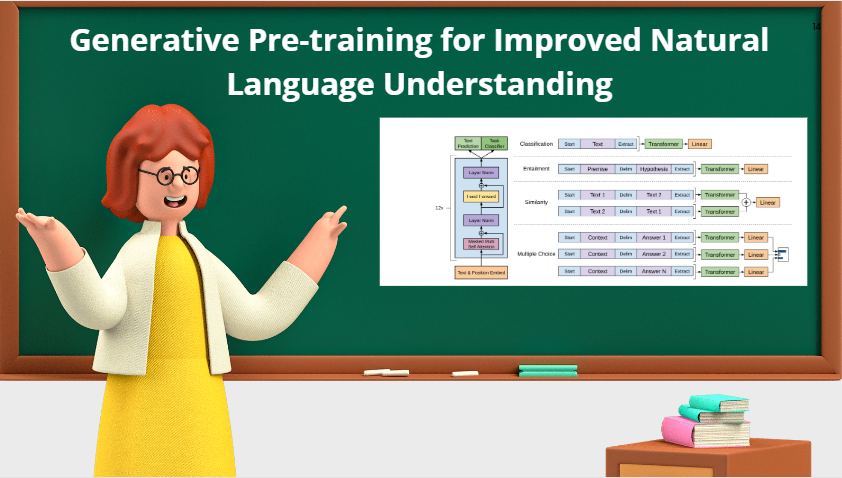 14
Generative Pre-training for Improved Natural
Language Understanding
Text Prediction
Text Classifier
Layer Norm
Feed Forward
Layer Norm
Masked Multi
Self Attention
Text & Position Embed
12x
Classification Start Text Extract Transformer Linear
Entailment Start Premise Delim Hypothesis Extract Transformer Linear
Similarity
Start Text 1 Delim Text 2 Extract Transformer
+ Linear
Start Text 2 Delim Text 1 Extract Transformer
Start Context Delim Answer 1 Extract Transformer Linear
Multiple Choice Start Context Delim Answer 2 Extract Transformer Linear
Start Context Delim Answer N Extract Transformer Linear